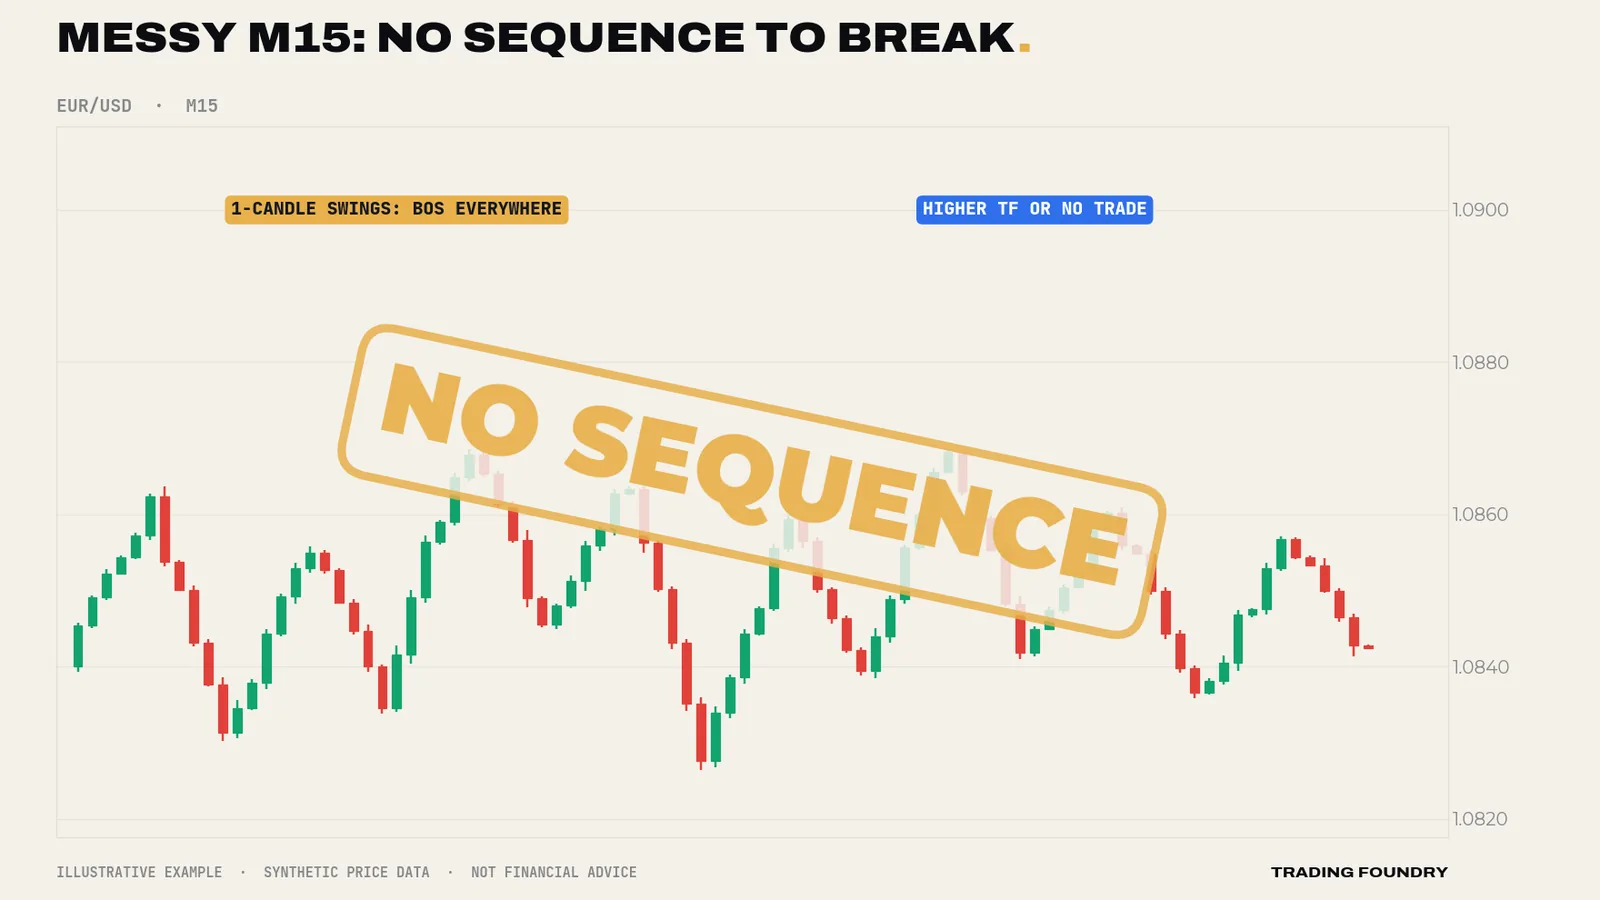 MESSY M15: NO SEQUENCE TO BREAK.
EUR/USD · M15
1-CANDLE SWINGS: BOS EVERYWHERE
HIGHER TF OR NO TRADE
1.0900
1.0880
NO SEQUENCE
1.0860
1.0840
1.0820
ILLUSTRATIVE EXAMPLE · SYNTHETIC PRICE DATA · NOT FINANCIAL ADVICE
TRADING FOUNDRY